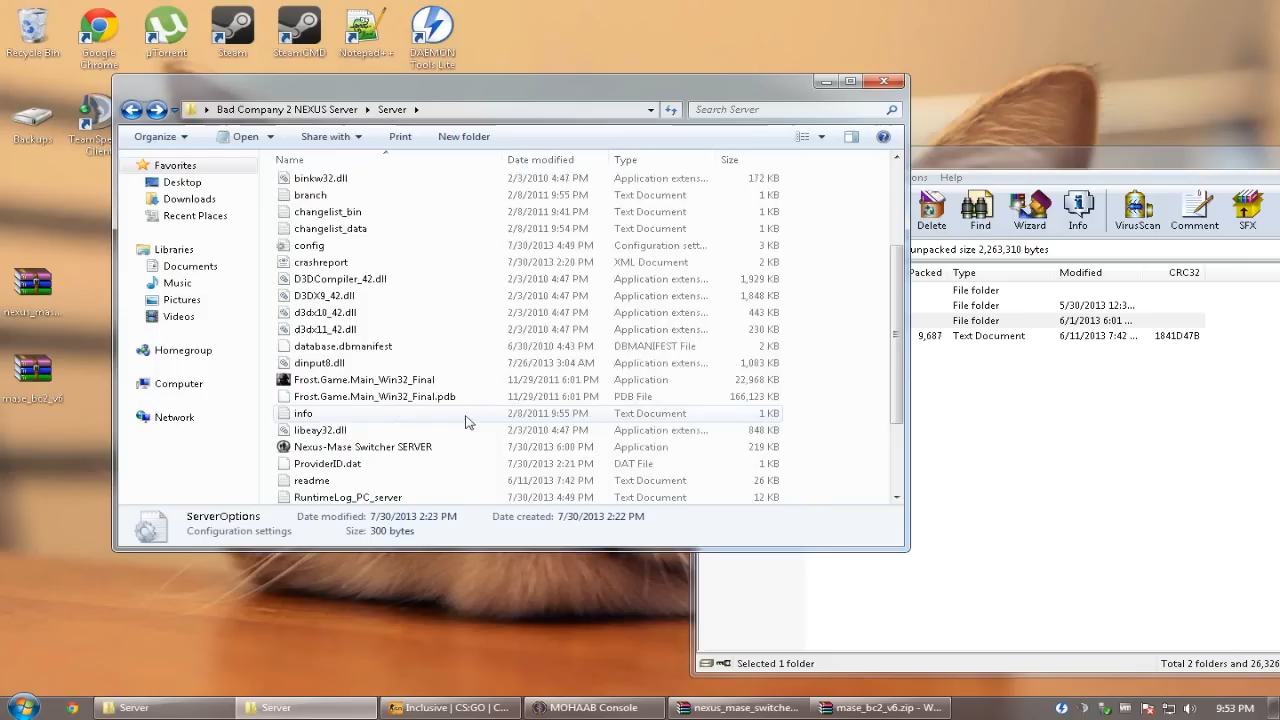 Recycle Bin
Google Chrome
µTorrent
Steam
SteamCMD
Notepad++
DAEMON Tools Lite
Backups
TeamSpe...
Client
nexus_mas...
mase_bc2_v6
Bad Company 2 NEXUS Server
Server
Search Server
Organize
Open
Share with
Print
New folder
Favorites
Desktop
Downloads
Recent Places
Libraries
Documents
Music
Pictures
Videos
Homegroup
Computer
Network
Name Date modified Type Size
binkw32.dll 2/3/2010 4:47 PM Application extens... 172 KB
branch 2/8/2011 9:55 PM Text Document 1 KB
changelist_bin 2/8/2011 9:41 PM Text Document 1 KB
changelist_data 2/8/2011 9:54 PM Text Document 1 KB
config 7/30/2013 4:49 PM Configuration sett... 3 KB
crashreport 7/30/2013 2:20 PM XML Document 2 KB
D3DCompiler_42.dll 2/3/2010 4:47 PM Application extens... 1,929 KB
D3DX9_42.dll 2/3/2010 4:47 PM Application extens... 1,848 KB
d3dx10_42.dll 2/3/2010 4:47 PM Application extens... 443 KB
d3dx11_42.dll 2/3/2010 4:47 PM Application extens... 230 KB
database.dbmanifest 6/30/2010 4:43 PM DBMANIFEST File 2 KB
dinput8.dll 7/26/2013 3:04 AM Application extens... 1,083 KB
Frost.Game.Main_Win32_Final 11/29/2011 6:01 PM Application 22,968 KB
Frost.Game.Main_Win32_Final.pdb 11/29/2011 6:01 PM PDB File 166,123 KB
info 2/8/2011 9:55 PM Text Document 1 KB
libeay32.dll 2/3/2010 4:47 PM Application extens... 848 KB
Nexus-Mase Switcher SERVER 7/30/2013 6:00 PM Application 219 KB
ProviderID.dat 7/30/2013 2:21 PM DAT File 1 KB
readme 6/11/2013 7:42 PM Text Document 26 KB
RuntimeLog_PC_server 7/30/2013 4:49 PM Text Document 12 KB
ServerOptions Date modified: 7/30/2013 2:23 PM Date created: 7/30/2013 2:22 PM
Configuration settings Size: 300 bytes
ons Help
Delete Find Wizard Info VirusScan Comment SFX
unpacked size 2,263,310 bytes
Packed Type Modified CRC32
File folder
File folder 5/30/2013 12:3...
File folder 6/1/2013 6:01 ...
9,687 Text Document 6/11/2013 7:42 ... 1841D47B
Selected 1 folder
Total 2 folders and 26,326
Server
Server
Inclusive | CS:GO | C...
MOHAAB Console
nexus_mase_switche...
mase_bc2_v6.zip - W...
9:53 PM